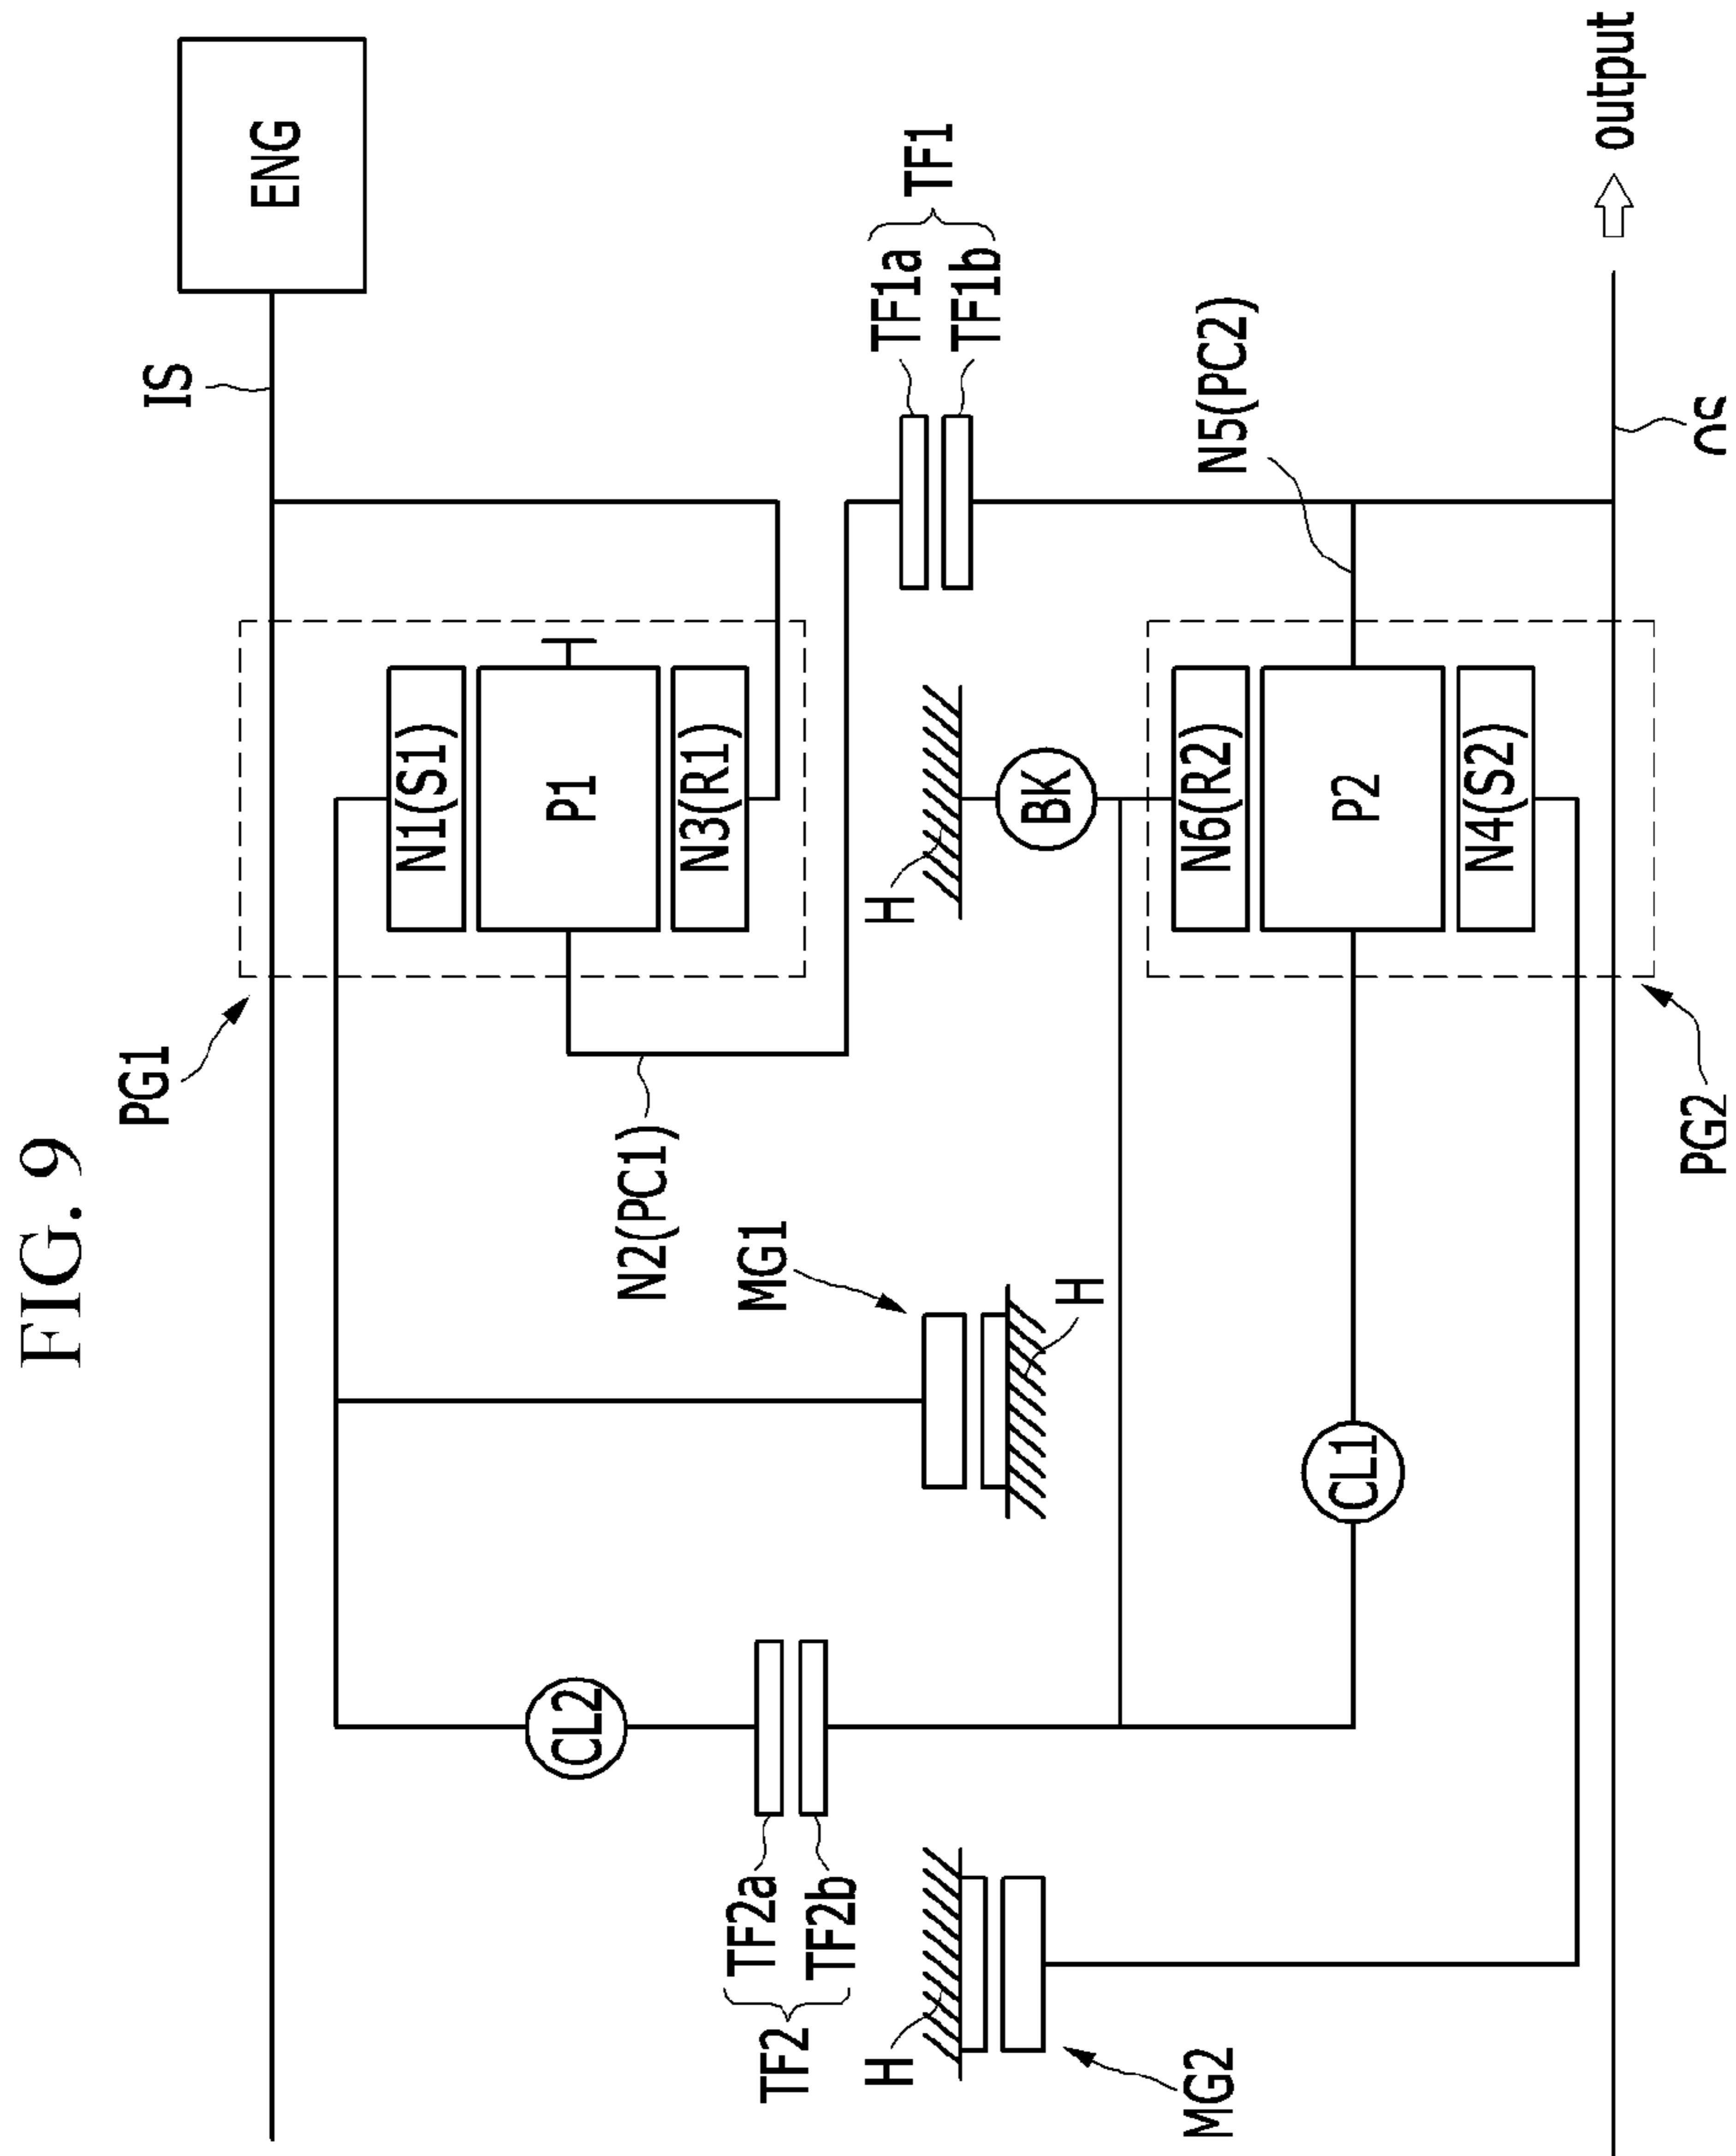 FIG. 9
PG1
IS
ENG
N1(S1)
CL2
P1
N2(PC1)
N3(R1)
TF2a
MG1
TF2
TF2b
H
H
TF1a
TF1
TF1b
BK
H
MG2
N6(R2)
N5(PC2)
CL1
P2
N4(S2)
output
PG2
OS